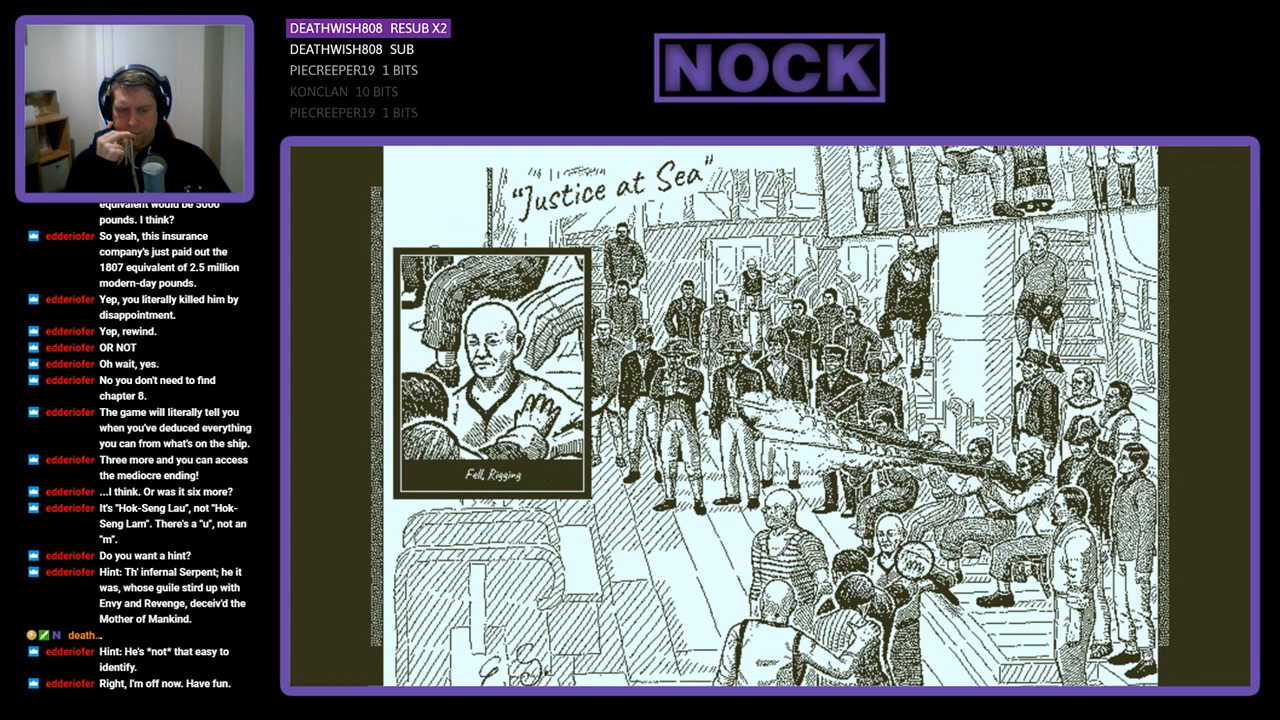 DEATHWISH808 RESUB X2
DEATHWISH808 SUB
PIECREEPER19 1 BITS
KONCLAN 10 BITS
PIECREEPER19 1 BITS
NOCK
equivalent would be 5000
pounds. I think?
edderiofer So yeah, this insurance
company's just paid out the
1807 equivalent of 2.5 million
modern-day pounds.
edderiofer Yep, you literally killed him by
disappointment.
edderiofer Yep, rewind.
edderiofer OR NOT
edderiofer Oh wait, yes.
edderiofer No you don't need to find
chapter 8.
edderiofer The game will literally tell you
when you've deduced everything
you can from what's on the ship.
edderiofer Three more and you can access
the mediocre ending!
edderiofer ...I think. Or was it six more?
edderiofer It's "Hok-Seng Lau", not "Hok-
Seng Lam". There's a "u", not an
"m".
edderiofer Do you want a hint?
edderiofer Hint: Th' infernal Serpent; he it
was, whose guile stird up with
Envy and Revenge, deceiv'd the
Mother of Mankind.
N death... .
edderiofer Hint: He's *not* that easy to
identify.
edderiofer Right, I'm off now. Have fun.
"Justice at Sea"
Fell, Rigging